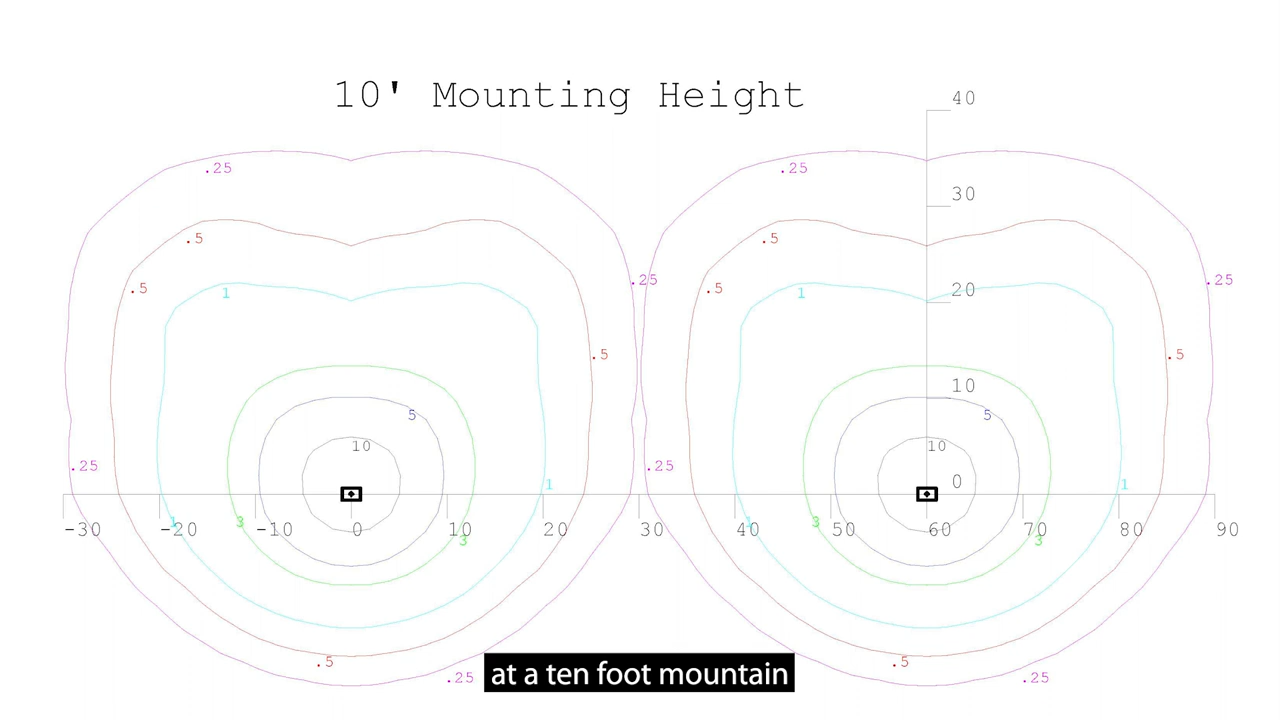 10' Mounting Height
40
.25 .25
30
.5 .5
.25 .25
.5 1 .5 1 20
.5 .5
10
5 5
10 10
.25 .25
1 0 1
1 3 1 3
-30 -20 -10 0 10 20 30 40 50 60 70 80 90
3 3
.5 .5
.25 .25
at a ten foot mountain